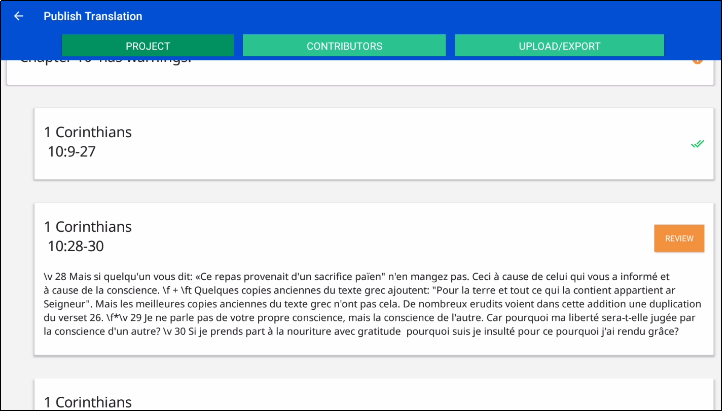 Publish Translation
PROJECT
CONTRIBUTORS
UPLOAD/EXPORT
Chapter 10 has warnings.
1 Corinthians
10:9-27
1 Corinthians
10:28-30
REVIEW
\v 28 Mais si quelqu'un vous dit: «Ce repas provenait d'un sacrifice païen" n'en mangez pas. Ceci à cause de celui qui vous a informé et
à cause de la conscience. \f + \ft Quelques copies anciennes du texte grec ajoutent: "Pour la terre et tout ce qui la contient appartient ar
Seigneur". Mais les meilleures copies anciennes du texte grec n'ont pas cela. De nombreux erudits voient dans cette addition une duplication
du verset 26. \f*\v 29 Je ne parle pas de votre propre conscience, mais la conscience de l'autre. Car pourquoi ma liberté sera-t-elle jugée par
la conscience d'un autre? \v 30 Si je prends part à la nouriture avec gratitude  pourquoi suis je insulté pour ce pourquoi j'ai rendu grâce?
1 Corinthians